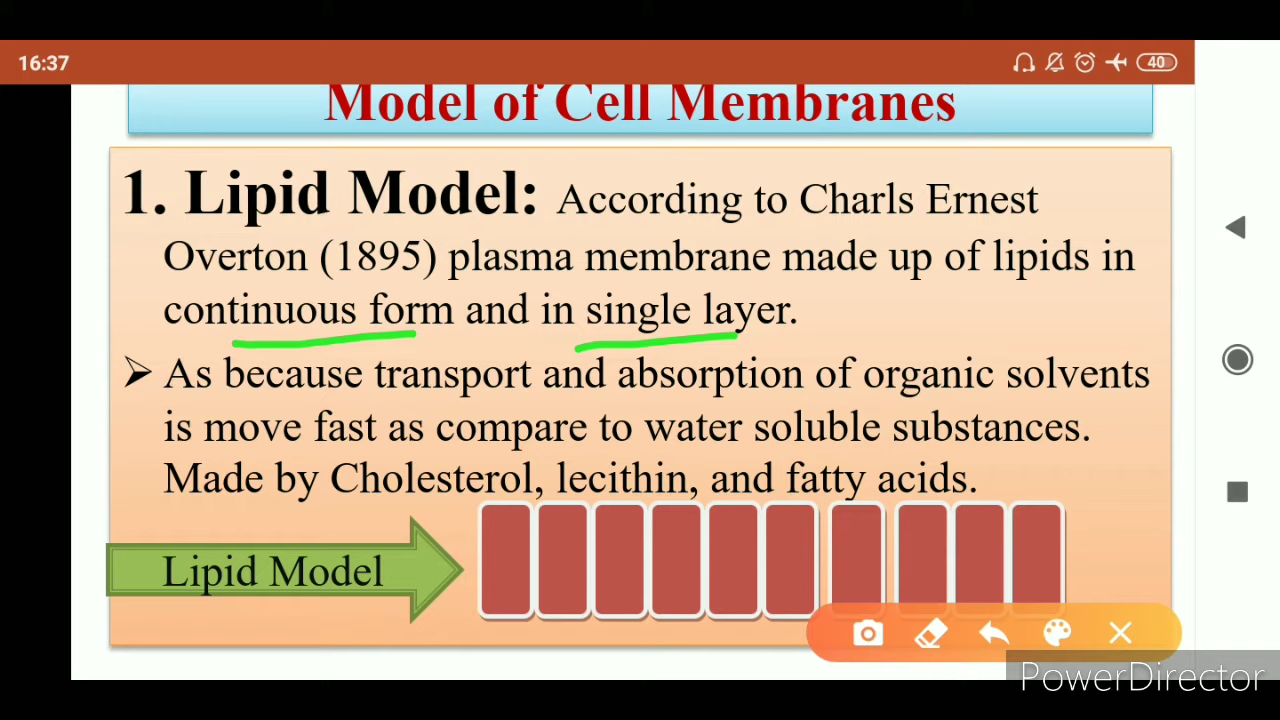 16:37
40
Model of Cell Membranes
1. Lipid Model: According to Charls Ernest
Overton (1895) plasma membrane made up of lipids in
continuous form and in single layer.
➢ As because transport and absorption of organic solvents
is move fast as compare to water soluble substances.
Made by Cholesterol, lecithin, and fatty acids.
Lipid Model
PowerDirector